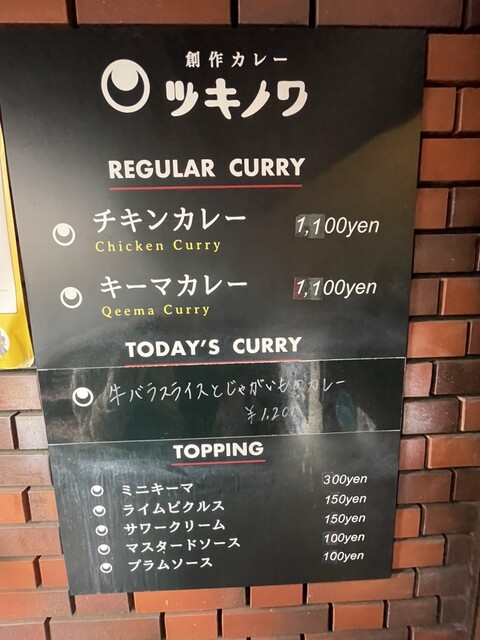 創作カレー
ツキノワ
REGULAR CURRY
チキンカレー 1,100yen
Chicken Curry
キーマカレー 1,100yen
Qeema Curry
TODAY'S CURRY
牛バラスライスとじゃがいものカレー
¥1,200
TOPPING
ミニキーマ 300yen
ライムピクルス 150yen
サワークリーム 150yen
マスタードソース 100yen
プラムソース 100yen